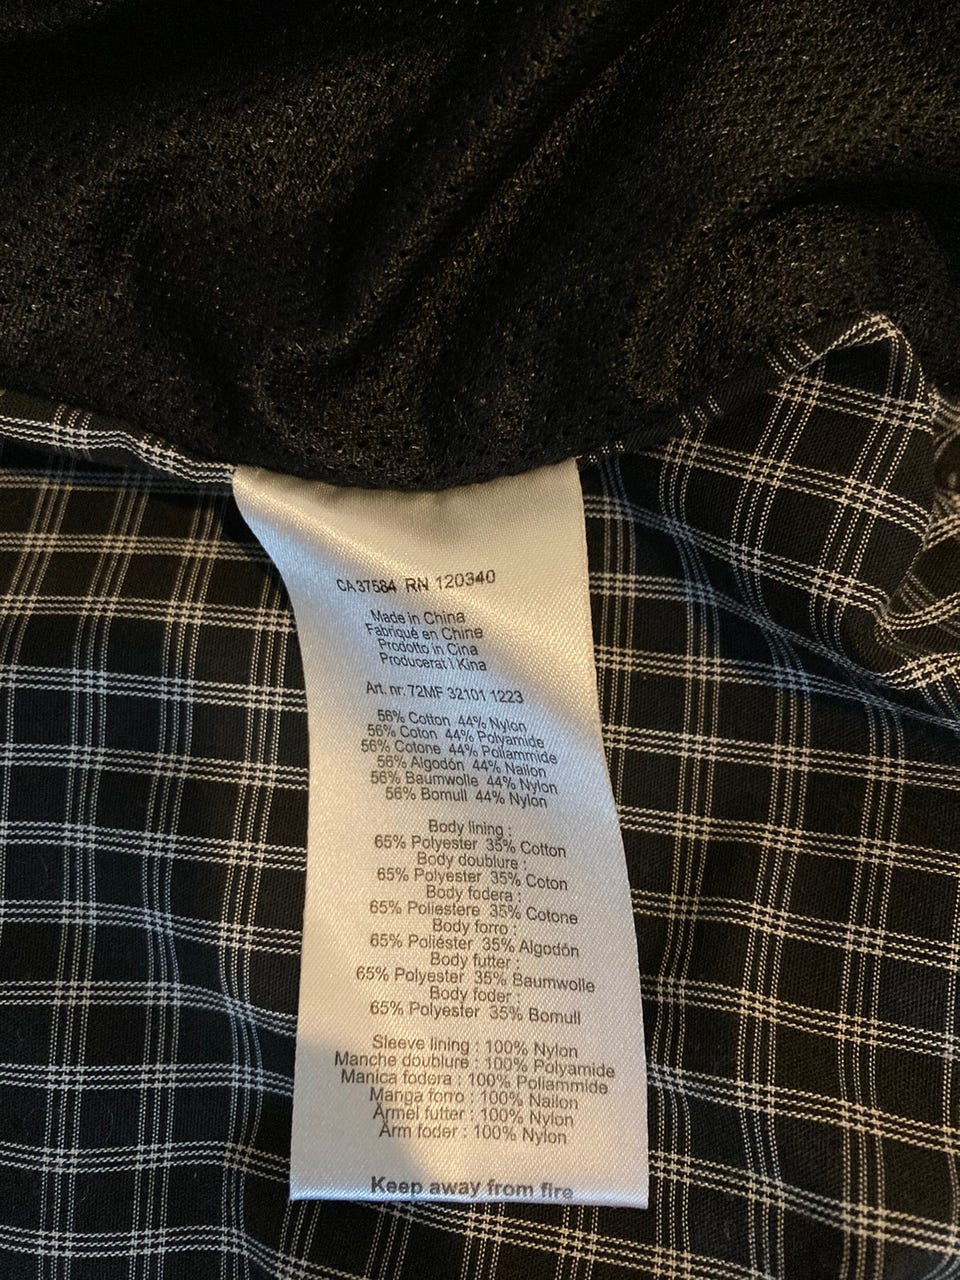 CA37584 RN 120340
Made in China
Fabriqué en Chine
Prodotto in Cina
Producerat i Kina
Art. nr. 72MF 32101 1223
56% Cotton 44% Nylon
56% Coton 44% Polyamide
56% Cotone 44% Poliammide
56% Algodón 44% Nailon
56% Baumwolle 44% Nylon
56% Bomull 44% Nylon
Body lining :
65% Polyester 35% Cotton
Body doublure :
65% Polyester 35% Coton
Body fodera :
65% Poliestere 35% Cotone
Body forro :
65% Poliéster 35% Algodón
Body futter :
65% Polyester 35% Baumwolle
Body foder :
65% Polyester 35% Bomull
Sleeve lining : 100% Nylon
Manche doublure : 100% Polyamide
Manica fodera : 100% Poliammide
Manga forro : 100% Nailon
Ärmel futter : 100% Nylon
Arm foder : 100% Nylon
Keep away from fire